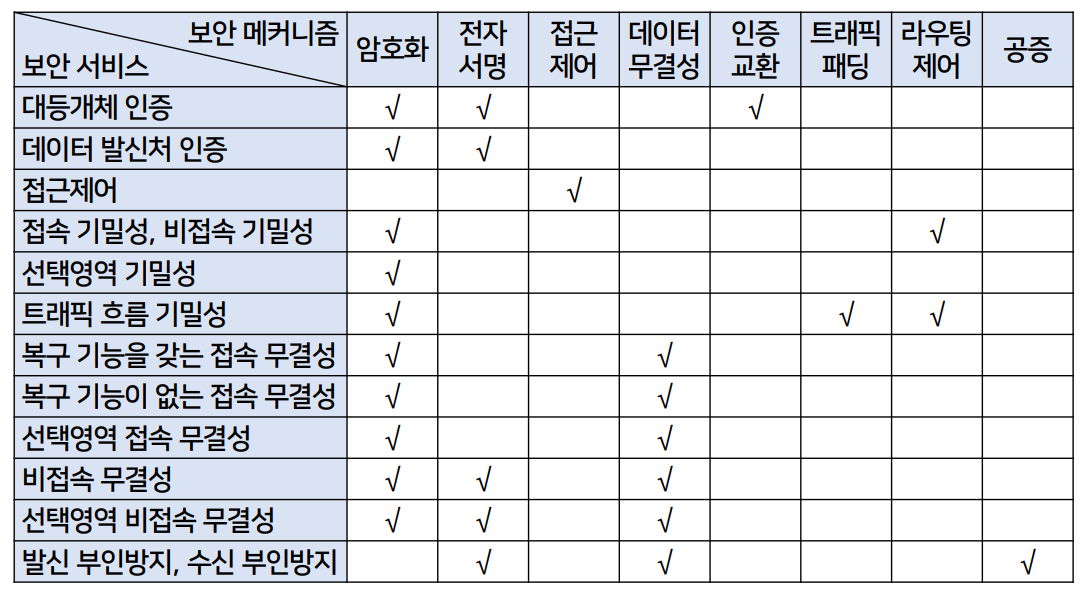 보안 메커니즘
보안 서비스
암호화
전자
서명
접근
제어
데이터
무결성
인증
교환
트래픽
패딩
라우팅
제어
공증
대등개체 인증 √ √ √
데이터 발신처 인증 √ √
접근제어 √
접속 기밀성, 비접속 기밀성 √ √
선택영역 기밀성 √
트래픽 흐름 기밀성 √ √ √
복구 기능을 갖는 접속 무결성 √ √
복구 기능이 없는 접속 무결성 √ √
선택영역 접속 무결성 √ √
비접속 무결성 √ √ √
선택영역 비접속 무결성 √ √ √
발신 부인방지, 수신 부인방지 √ √ √